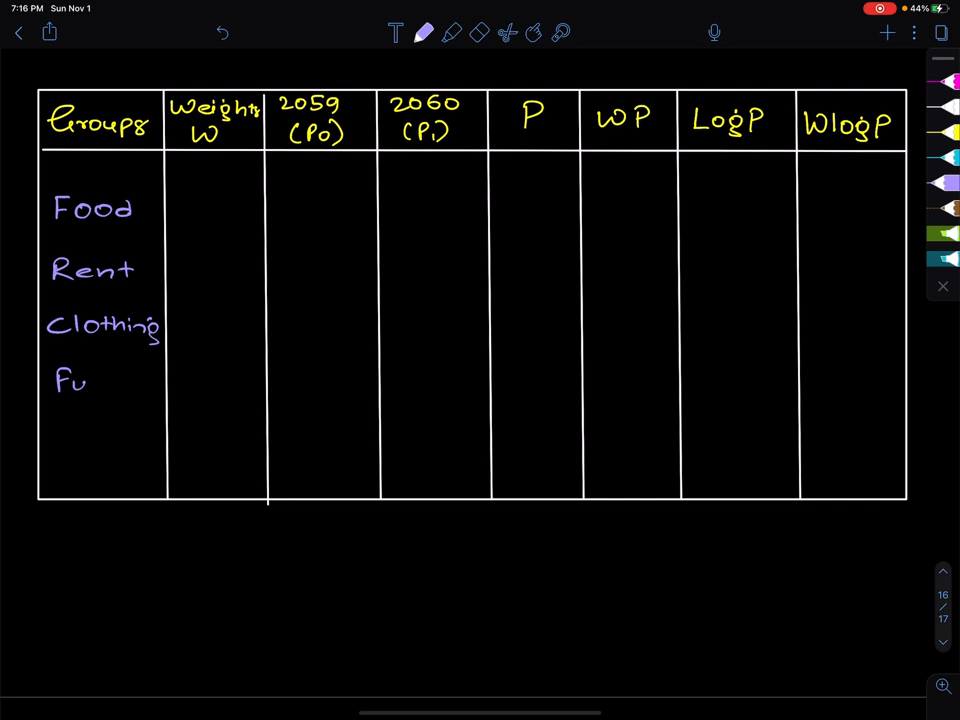 7:16 PM Sun Nov 1
44%
Groups
Weights
W
2059
(P0)
2060
(P1)
P
WP
LogP
WlogP
Food
Rent
Clothing
Fu
16
/
17